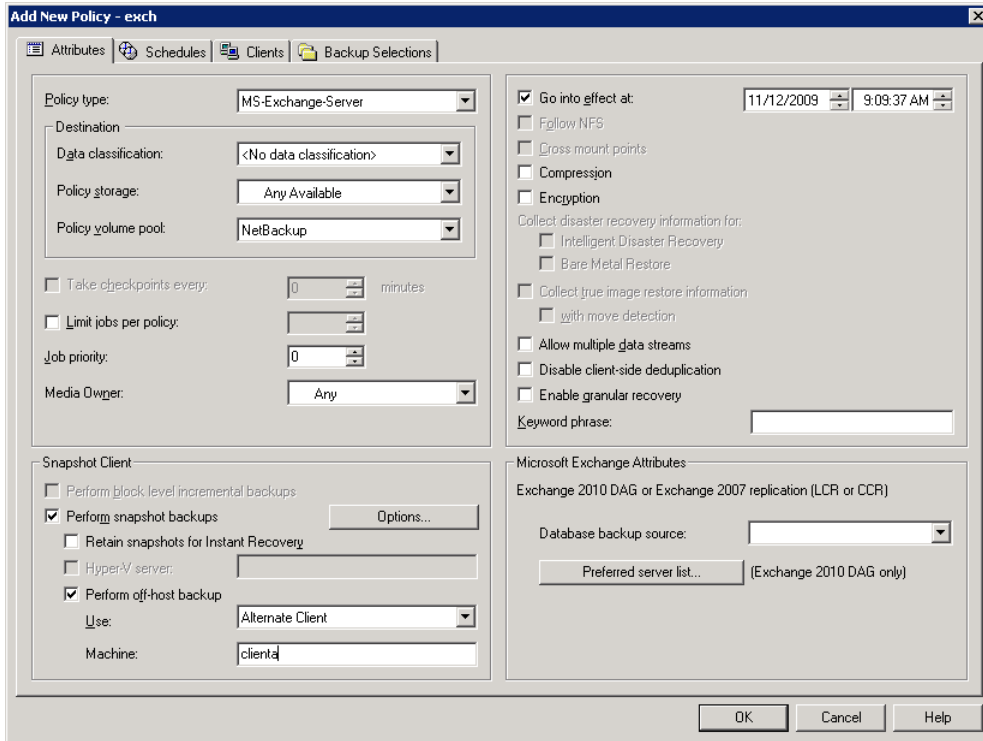 Add New Policy - exch
Attributes
Schedules
Clients
Backup Selections
Policy type:
MS-Exchange-Server
Destination
Data classification:
<No data classification>
Policy storage:
Any Available
Policy volume pool:
NetBackup
Take checkpoints every:
0
minutes
Limit jobs per policy:
Job priority:
0
Media Owner:
Any
Go into effect at:
11/12/2009
9:09:37 AM
Follow NFS
Cross mount points
Compression
Encryption
Collect disaster recovery information for:
Intelligent Disaster Recovery
Bare Metal Restore
Collect true image restore information
with move detection
Allow multiple data streams
Disable client-side deduplication
Enable granular recovery
Keyword phrase:
Snapshot Client
Perform block level incremental backups
Perform snapshot backups
Options...
Retain snapshots for Instant Recovery
Hyper-V server:
Perform off-host backup
Use:
Alternate Client
Machine:
clienta
Microsoft Exchange Attributes
Exchange 2010 DAG or Exchange 2007 replication (LCR or CCR)
Database backup source:
Preferred server list...
(Exchange 2010 DAG only)
OK
Cancel
Help